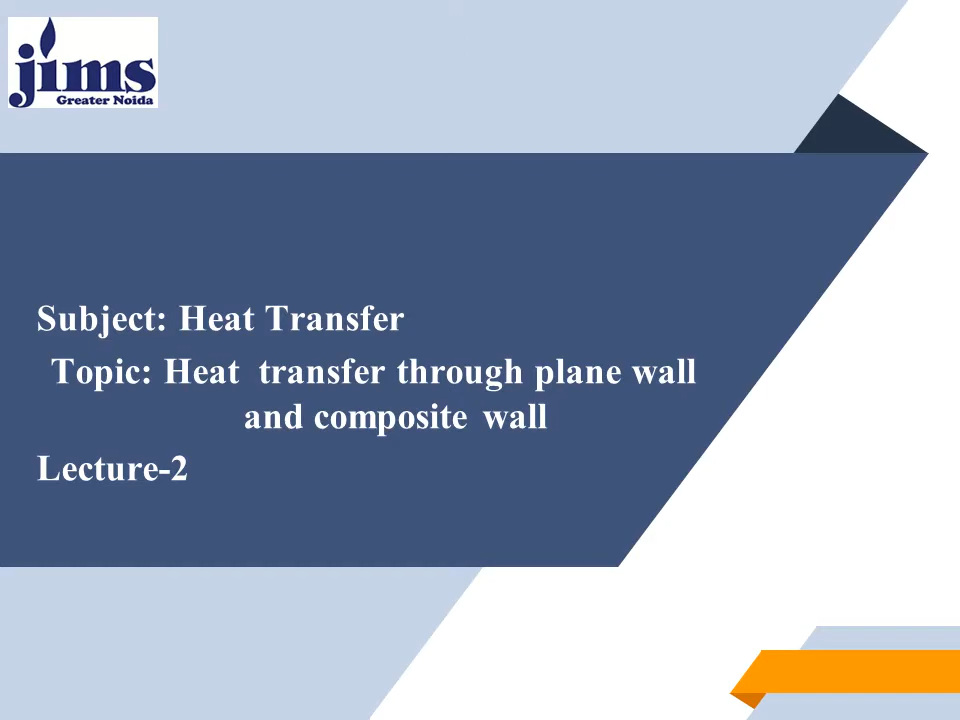 jims
Greater Noida
Subject: Heat Transfer
Topic: Heat transfer through plane wall
and composite wall
Lecture-2